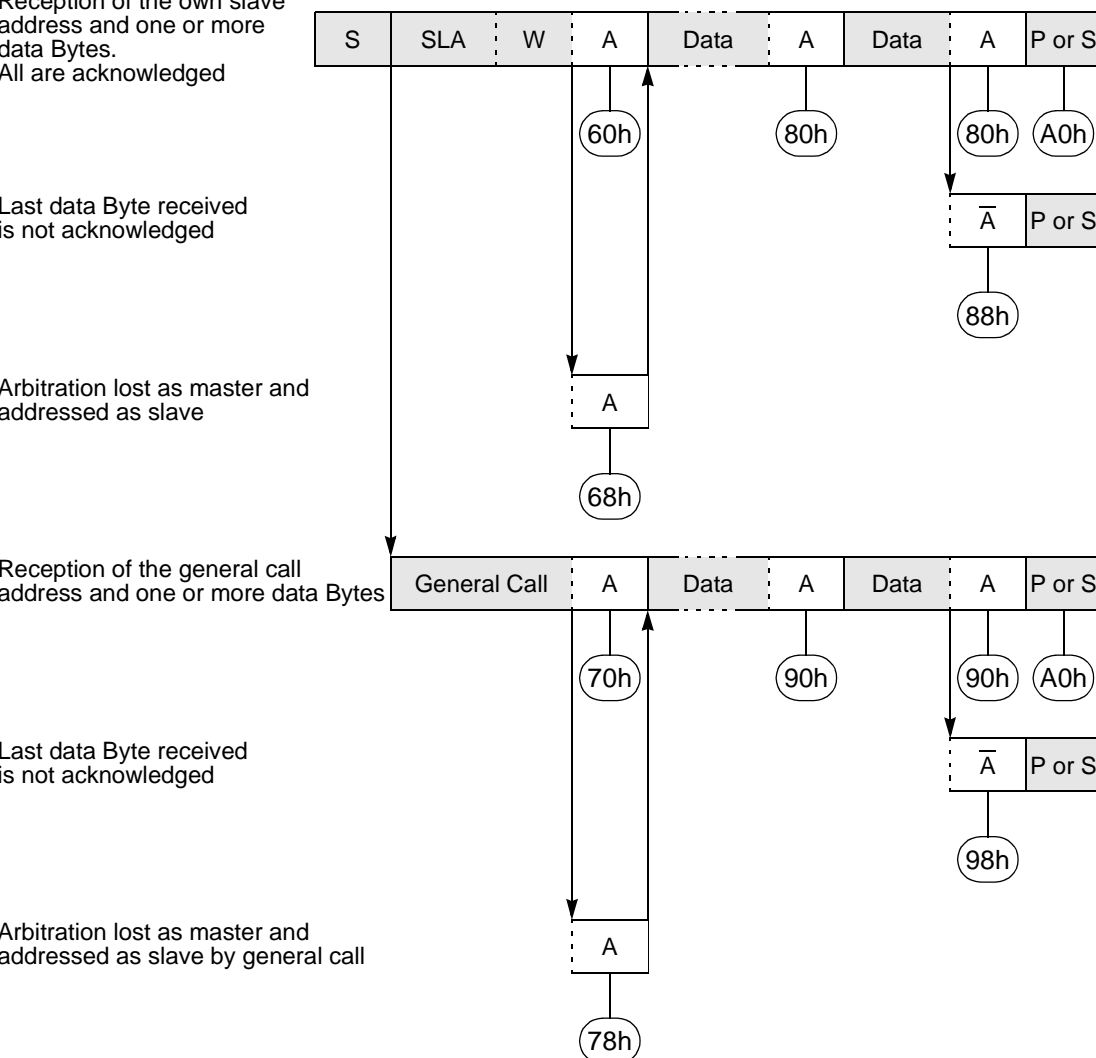 Reception of the own slave
address and one or more
data Bytes.
All are acknowledged
S SLA W A Data A Data A P or S
60h 80h 80h A0h
Last data Byte received
is not acknowledged
A̅ P or S
88h
Arbitration lost as master and
addressed as slave
A
68h
Reception of the general call
address and one or more data Bytes
General Call A Data A Data A P or S
70h 90h 90h A0h
Last data Byte received
is not acknowledged
A̅ P or S
98h
Arbitration lost as master and
addressed as slave by general call
A
78h